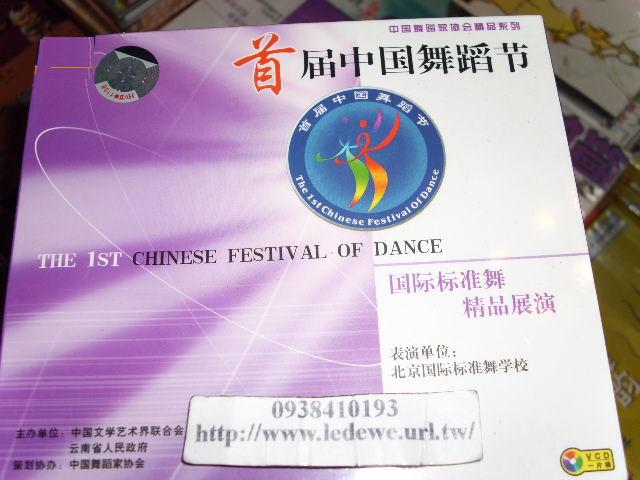 中国舞蹈家协会精品系列
首届中国舞蹈节
首届中国舞蹈节
The 1st Chinese Festival Of Dance
THE 1ST CHINESE FESTIVAL OF DANCE
国际标准舞
精品展演
表演单位：
北京国际标准舞学校
0938410193
http://www.ledewe.url.tw/
主办单位：中国文学艺术界联合会
云南省人民政府
策划协办：中国舞蹈家协会
VCD
一片装